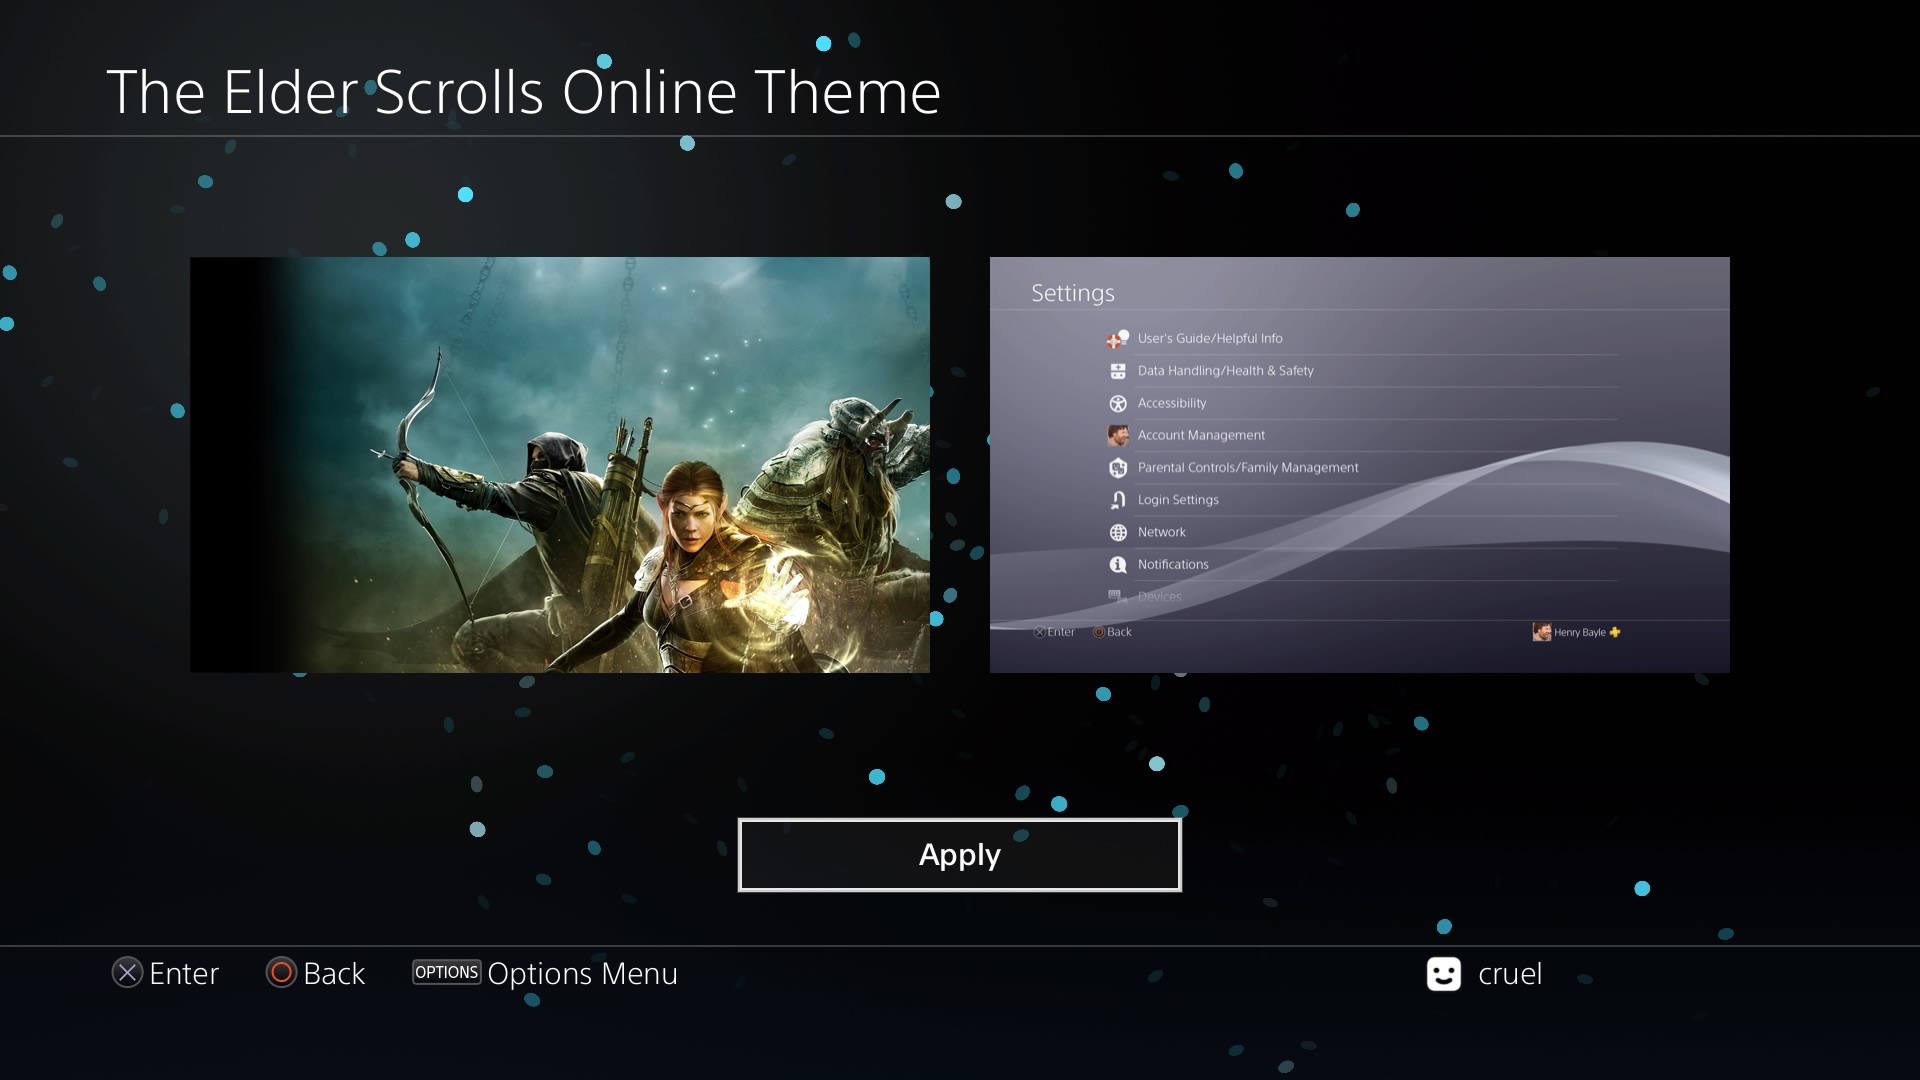 The Elder Scrolls Online Theme
Settings
User's Guide/Helpful Info
Data Handling/Health & Safety
Accessibility
Account Management
Parental Controls/Family Management
Login Settings
Network
Notifications
Devices
Enter Back Henry Bayle
Apply
Enter Back OPTIONS Options Menu cruel